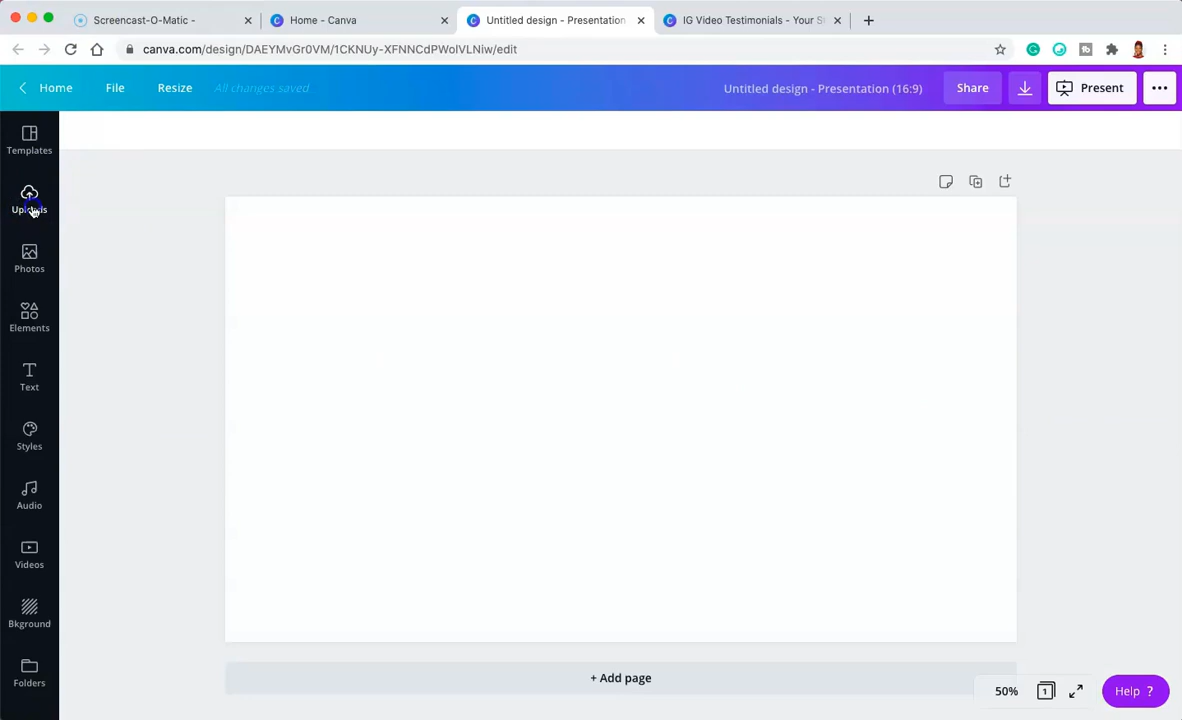 Screencast-O-Matic -
Home - Canva
Untitled design - Presentation
IG Video Testimonials - Your S
canva.com/design/DAEYMvGr0VM/1CKNUy-XFNNCdPWolVLNiw/edit
Home
File
Resize
All changes saved
Untitled design - Presentation (16:9)
Share
Present
Templates
Uploads
Photos
Elements
Text
Styles
Audio
Videos
Bkground
Folders
+ Add page
50%
1
Help ?